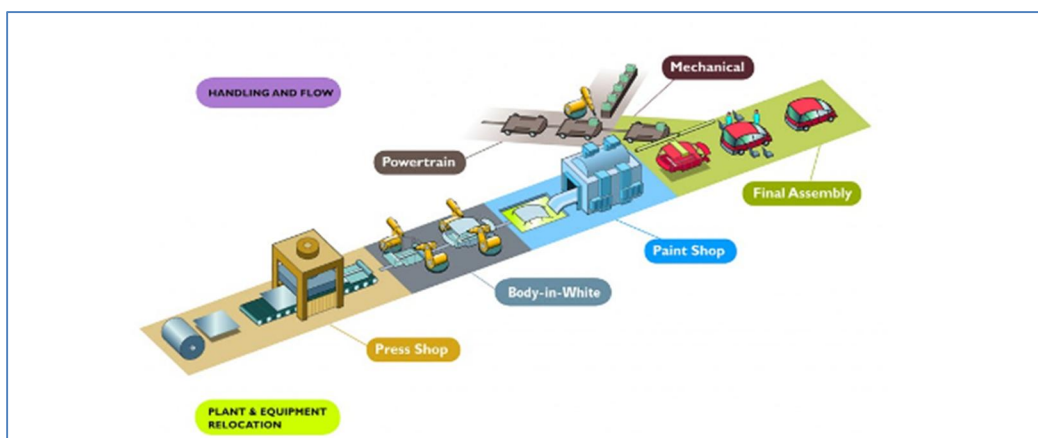 Mechanical
HANDLING AND FLOW
Powertrain
Final Assembly
Paint Shop
Body-in-White
Press Shop
PLANT & EQUIPMENT
RELOCATION